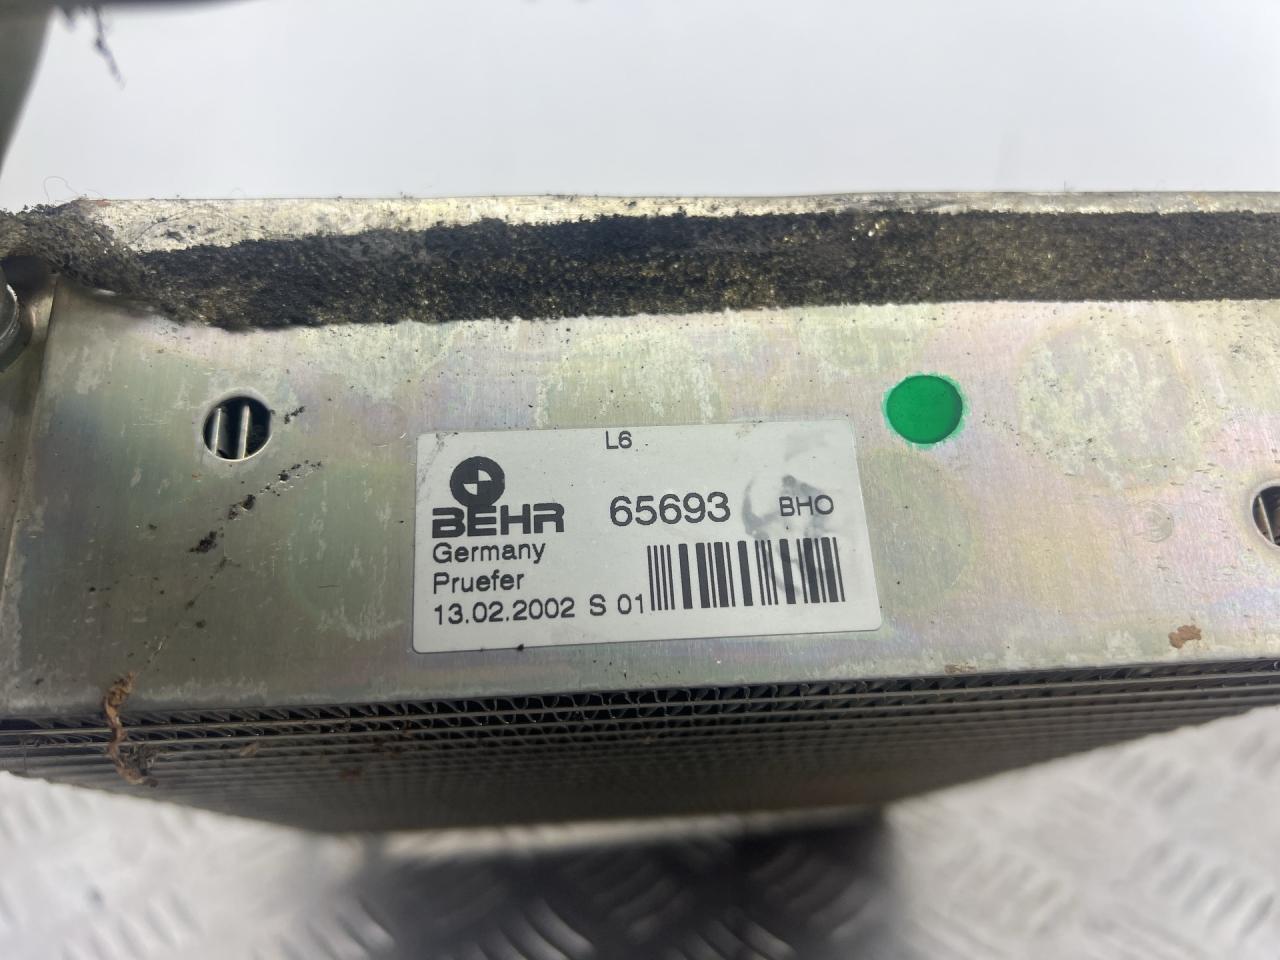 L6
BEHR 65693 BHO
Germany
Pruefer
13.02.2002 S 01